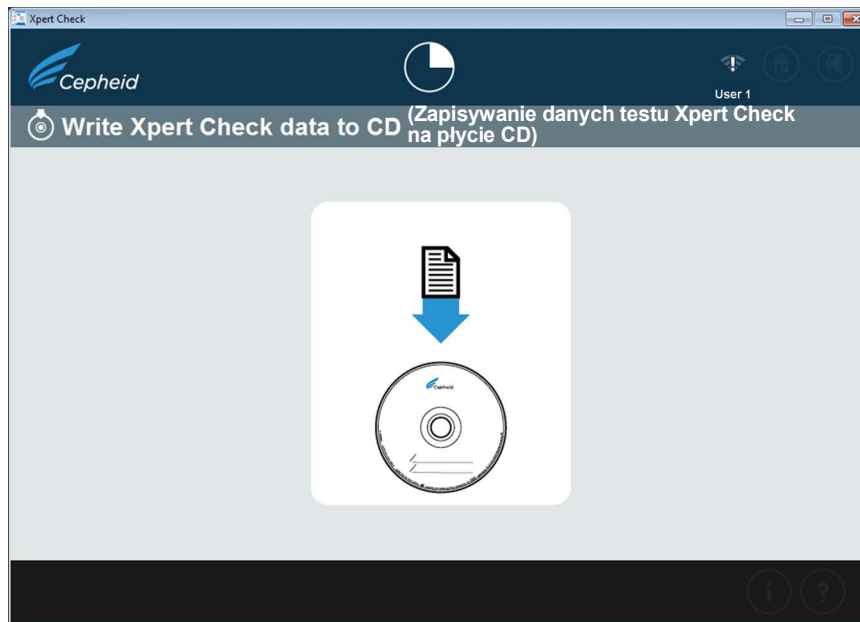 Xpert Check
Cepheid
User 1
Write Xpert Check data to CD
(Zapisywanie danych testu Xpert Check
na płycie CD)
Cepheid
i ?